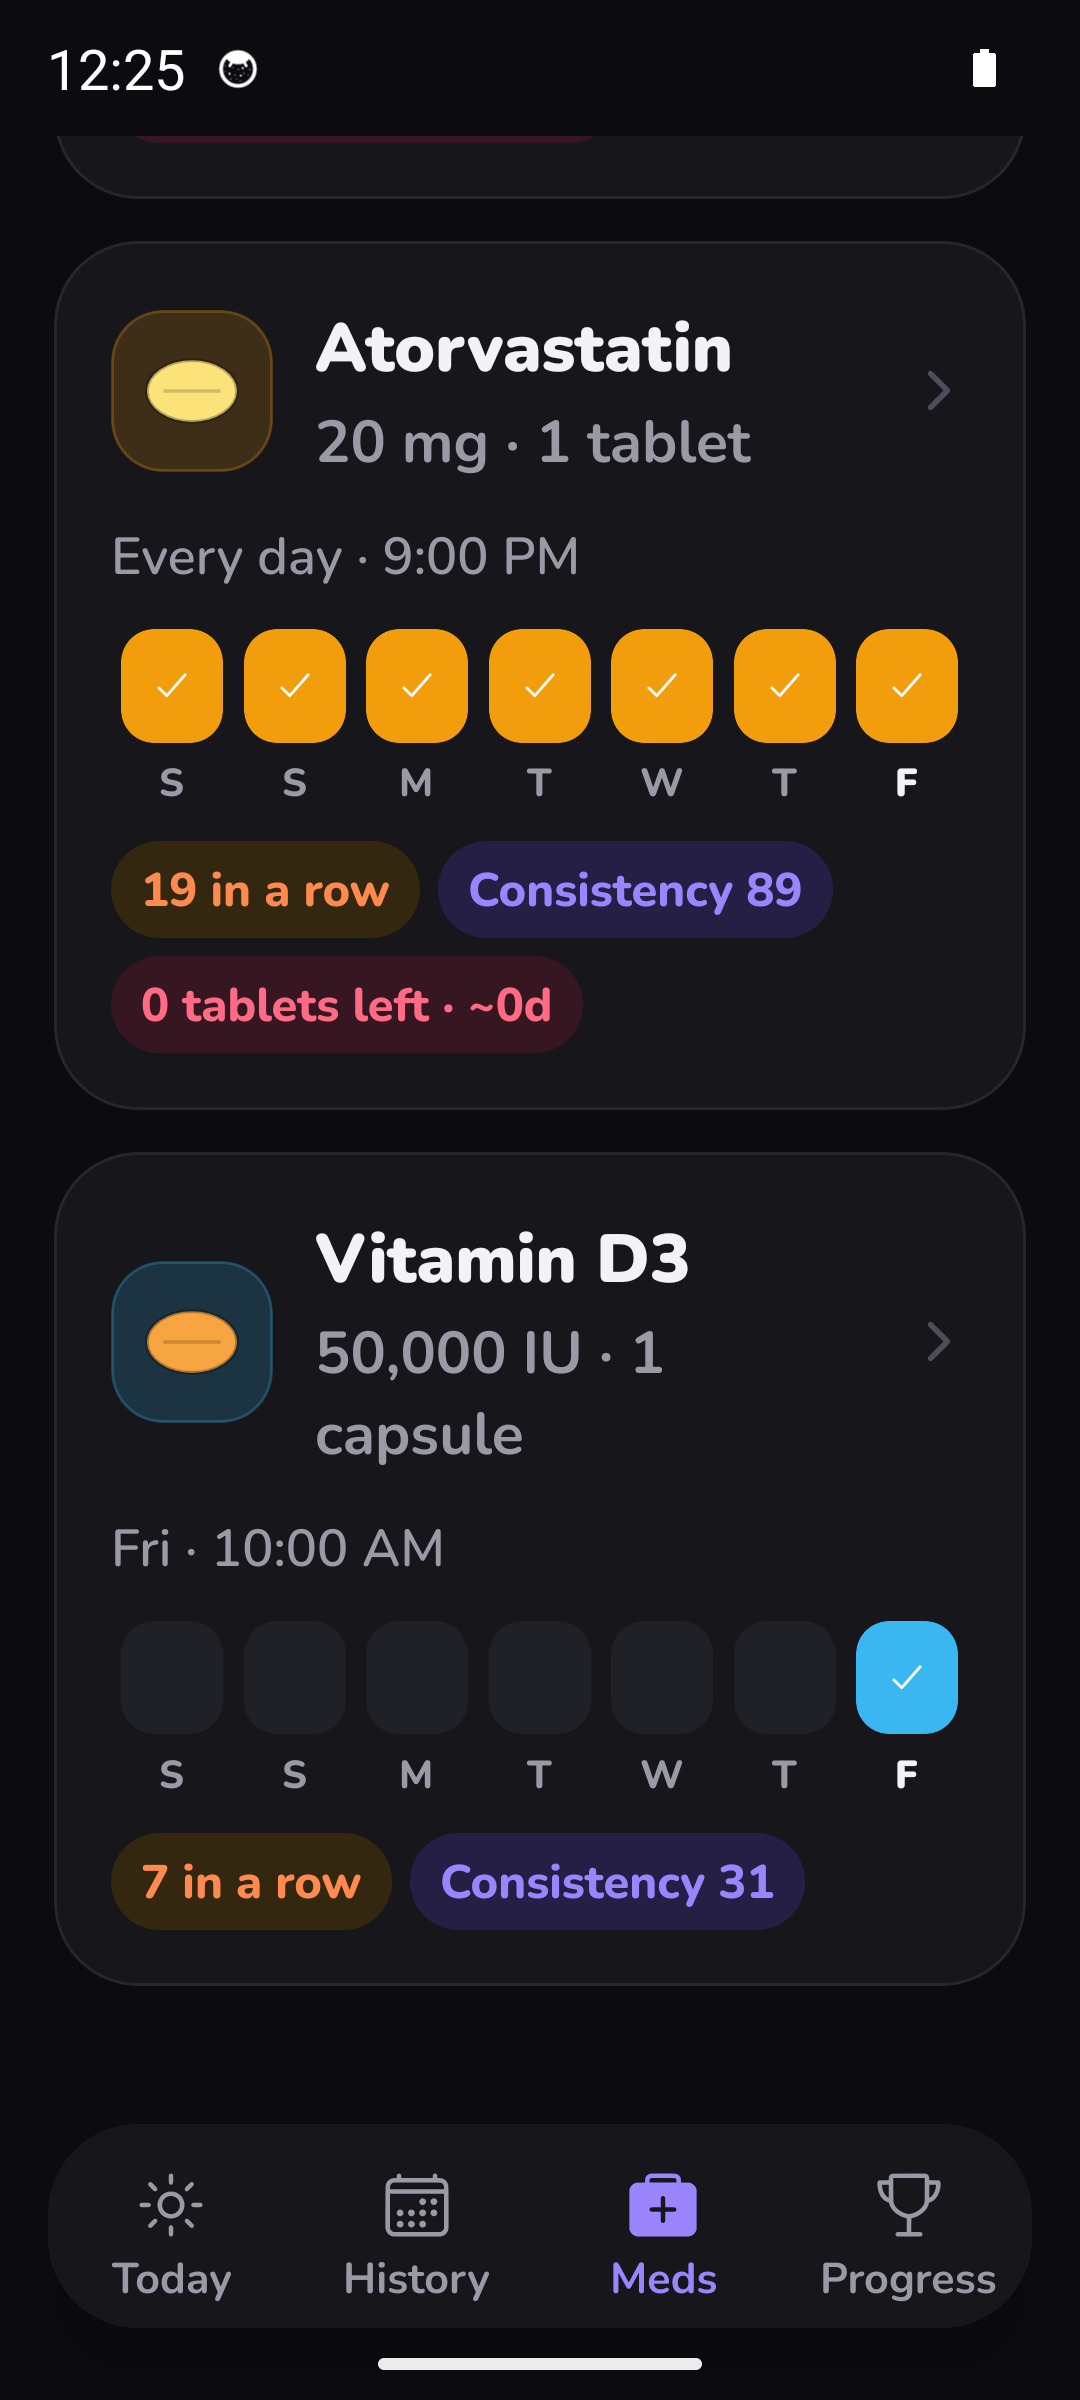 12:25
Atorvastatin
20 mg · 1 tablet
Every day · 9:00 PM
S S M T W T F
19 in a row Consistency 89
0 tablets left · ~0d
Vitamin D3
50,000 IU · 1
capsule
Fri · 10:00 AM
S S M T W T F
7 in a row Consistency 31
Today History Meds Progress